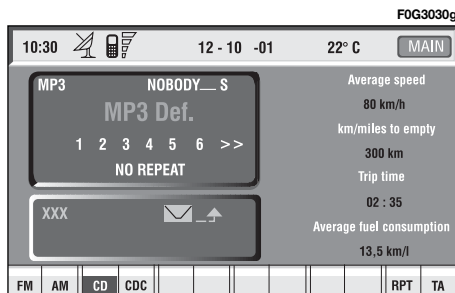 F0G3030g
10:30 12 - 10 -01 22° C MAIN
MP3 NOBODY__ S
MP3 Def.
1 2 3 4 5 6 >>
NO REPEAT
XXX
Average speed
80 km/h
km/miles to empty
300 km
Trip time
02 : 35
Average fuel consumption
13,5 km/l
FM AM CD CDC RPT TA